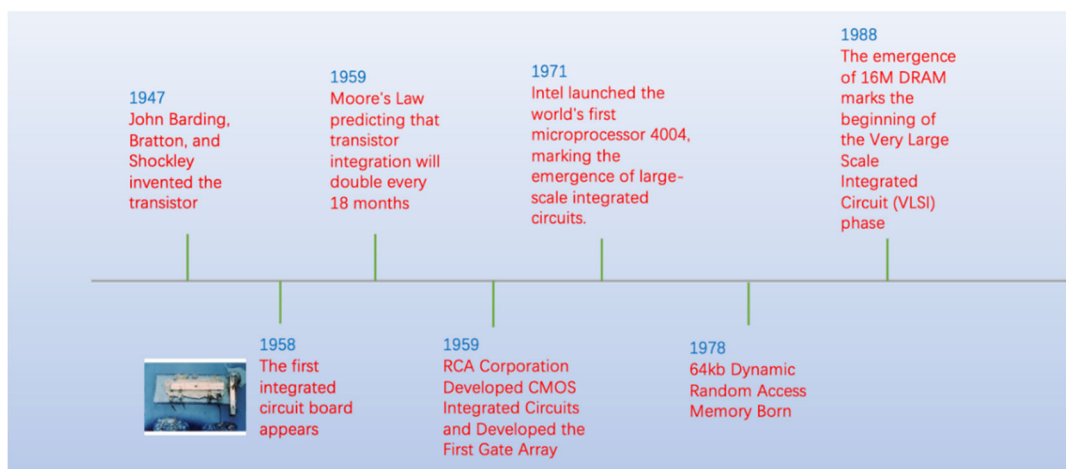 1947
John Barding,
Bratton, and
Shockley
invented the
transistor
1958
The first
integrated
circuit board
appears
1959
Moore's Law
predicting that
transistor
integration will
double every
18 months
1959
RCA Corporation
Developed CMOS
Integrated Circuits
and Developed the
First Gate Array
1971
Intel launched the
world's first
microprocessor 4004,
marking the
emergence of large-
scale integrated
circuits.
1978
64kb Dynamic
Random Access
Memory Born
1988
The emergence
of 16M DRAM
marks the
beginning of
the Very Large
Scale
Integrated
Circuit (VLSI)
phase